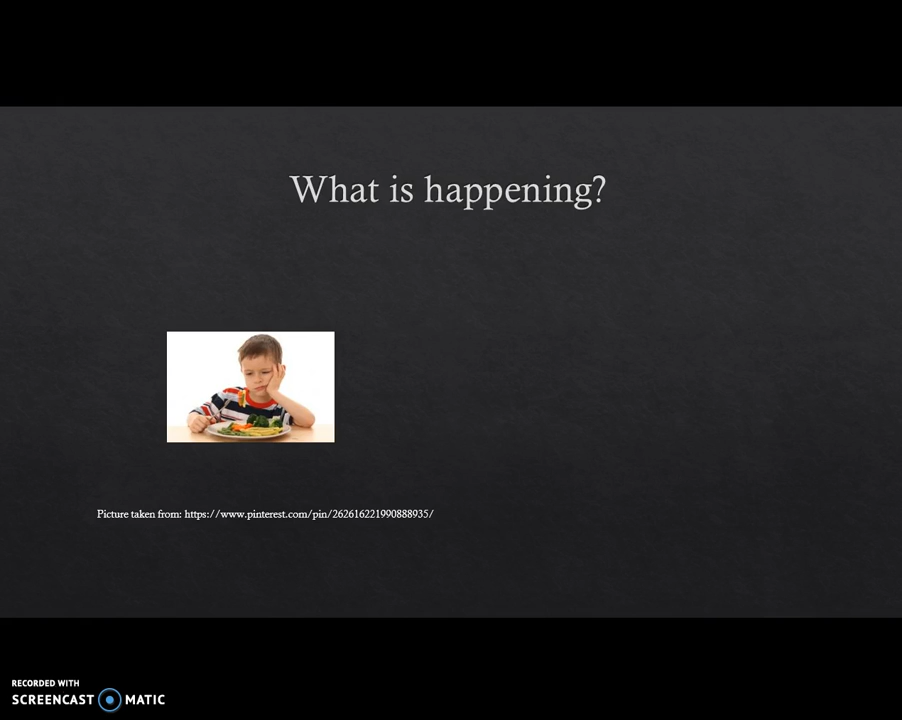 What is happening?
Picture taken from: https://www.pinterest.com/pin/262616221990888935/
RECORDED WITH
SCREENCAST MATIC